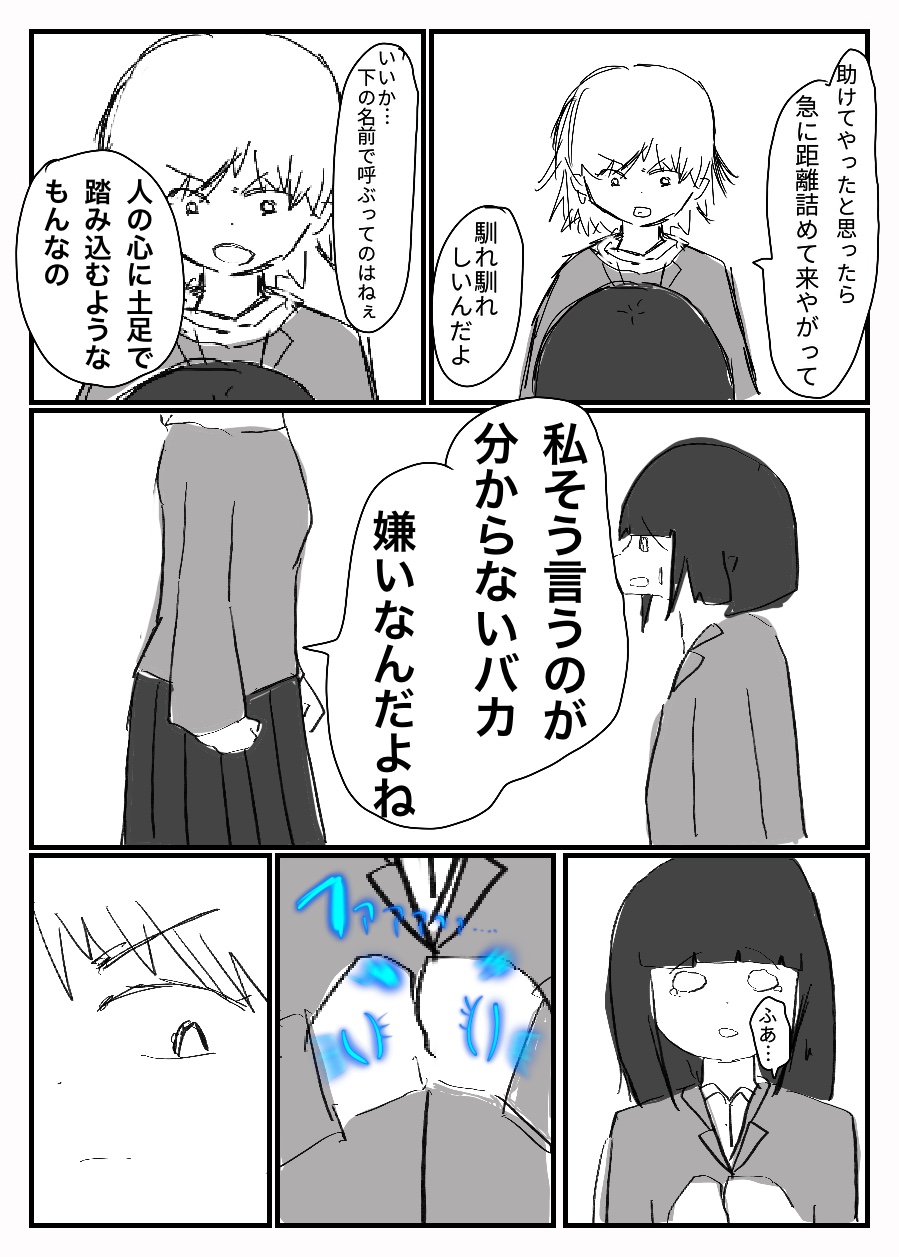 助けてやったと思ったら
急に距離詰めて来やがって
馴れ馴れ
しいんだよ
いいか…
下の名前で呼ぶってのはねぇ
人の心に土足で
踏み込むような
もんなの
私そう言うのが
分からないバカ
嫌いなんだよね
ふあ…
ヘァァァァァ….